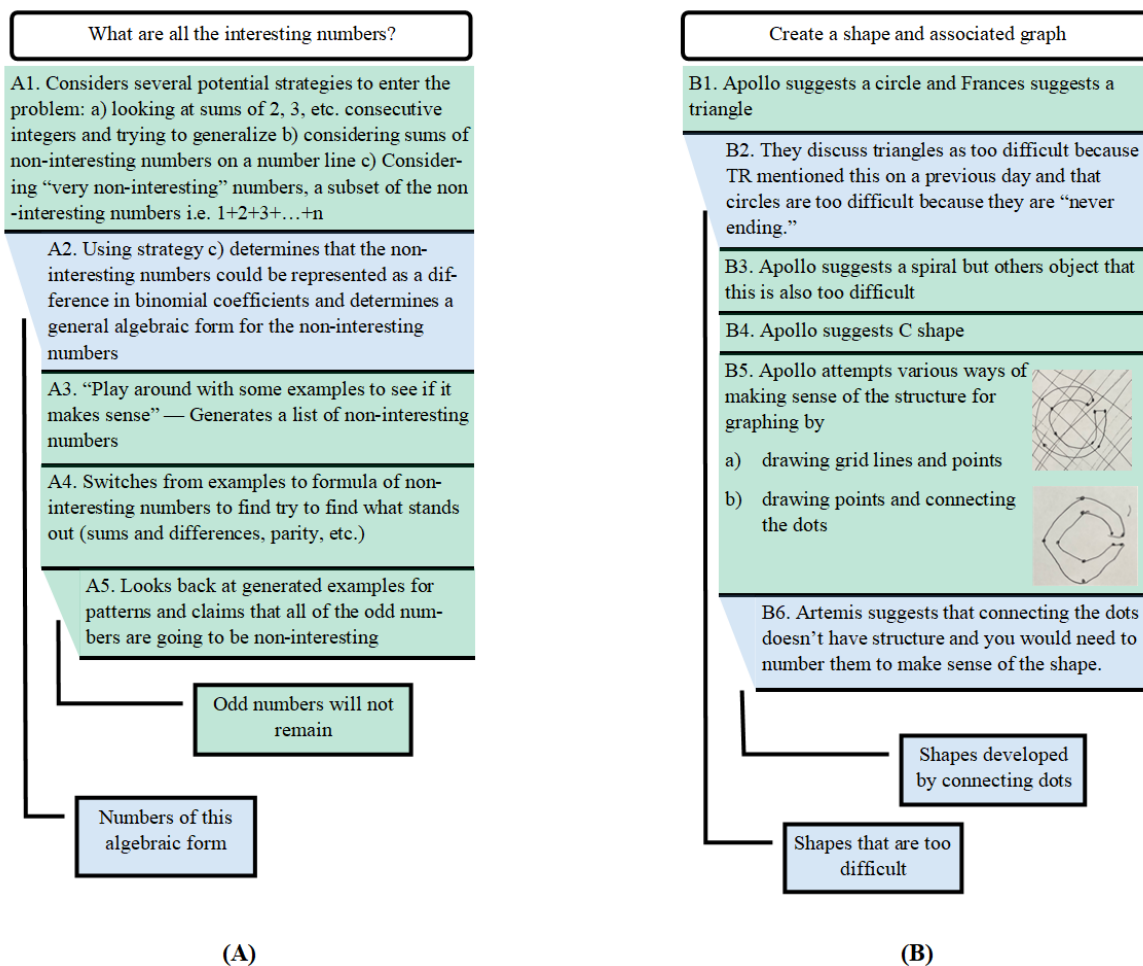 What are all the interesting numbers?
A1. Considers several potential strategies to enter the
problem: a) looking at sums of 2, 3, etc. consecutive
integers and trying to generalize b) considering sums of
non-interesting numbers on a number line c) Consider-
ing “very non-interesting” numbers, a subset of the non
-interesting numbers i.e. 1+2+3+…+n
A2. Using strategy c) determines that the non-
interesting numbers could be represented as a dif-
ference in binomial coefficients and determines a
general algebraic form for the non-interesting
numbers
A3. “Play around with some examples to see if it
makes sense” — Generates a list of non-interesting
numbers
A4. Switches from examples to formula of non-
interesting numbers to find try to find what stands
out (sums and differences, parity, etc.)
A5. Looks back at generated examples for
patterns and claims that all of the odd num-
bers are going to be non-interesting
Odd numbers will not
remain
Numbers of this
algebraic form
(A)
Create a shape and associated graph
B1. Apollo suggests a circle and Frances suggests a
triangle
B2. They discuss triangles as too difficult because
TR mentioned this on a previous day and that
circles are too difficult because they are “never
ending.”
B3. Apollo suggests a spiral but others object that
this is also too difficult
B4. Apollo suggests C shape
B5. Apollo attempts various ways of
making sense of the structure for
graphing by
a) drawing grid lines and points
b) drawing points and connecting
the dots
B6. Artemis suggests that connecting the dots
doesn’t have structure and you would need to
number them to make sense of the shape.
Shapes developed
by connecting dots
Shapes that are too
difficult
(B)